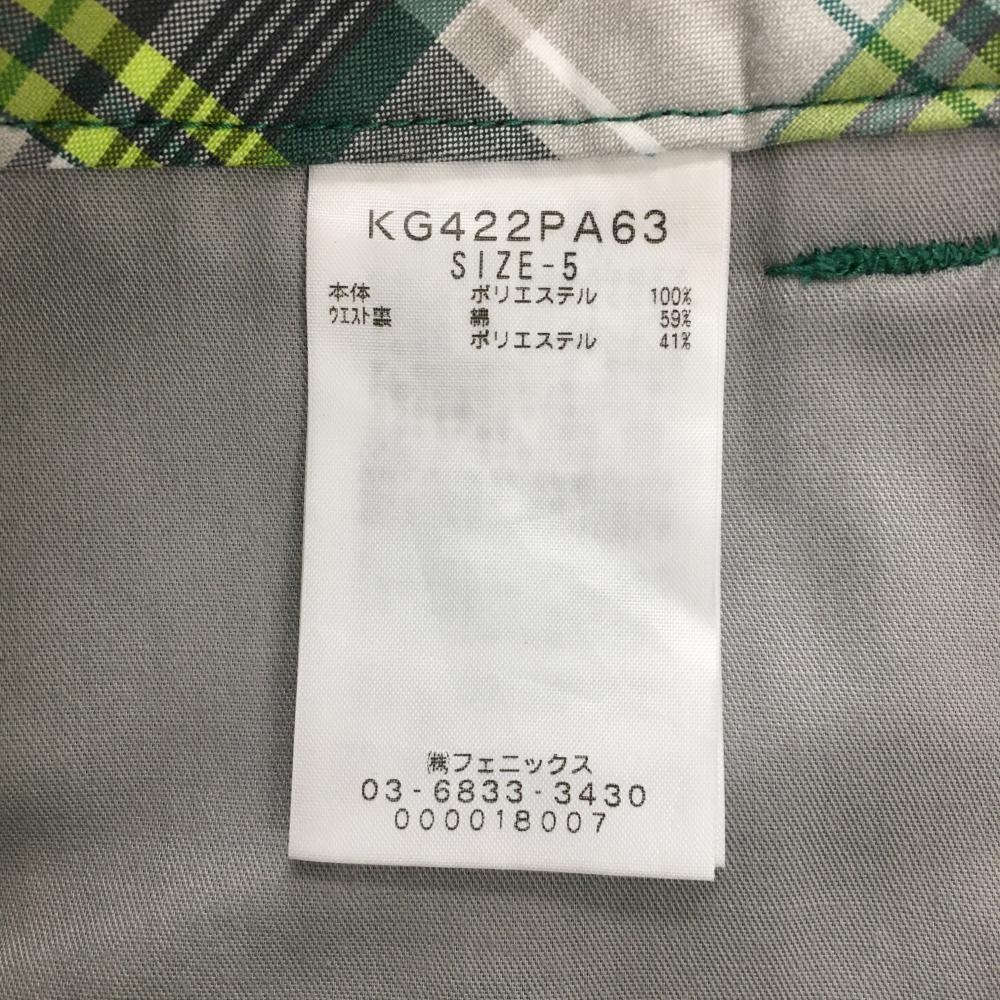 KG422PA63
SIZE-5
本体 ポリエステル 100%
ウエスト裏 綿 59%
ポリエステル 41%
㈱フェニックス
03-6833-3430
000018007